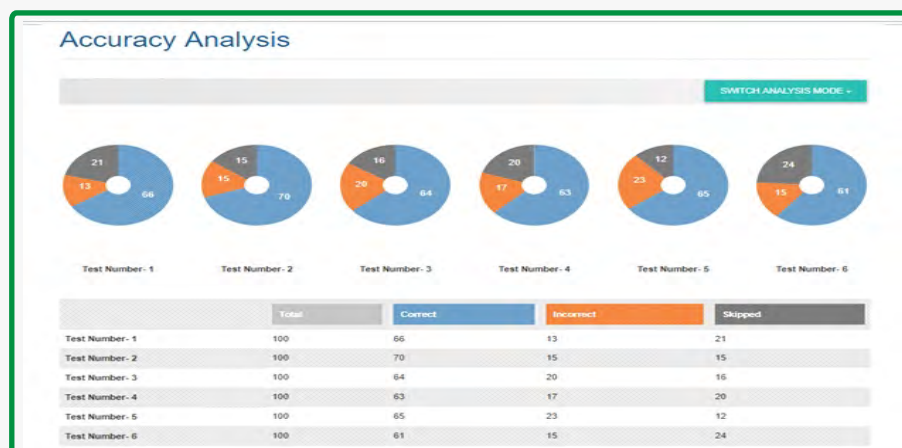 Accuracy Analysis
SWITCH ANALYSIS MODE
21
13
66
15
15
70
16
20
64
20
17
63
12
23
65
24
15
61
Test Number- 1 Test Number- 2 Test Number- 3 Test Number- 4 Test Number- 5 Test Number- 6
Total Correct Incorrect Skipped
Test Number- 1 100 66 13 21
Test Number- 2 100 70 15 15
Test Number- 3 100 64 20 16
Test Number- 4 100 63 17 20
Test Number- 5 100 65 23 12
Test Number- 6 100 61 15 24